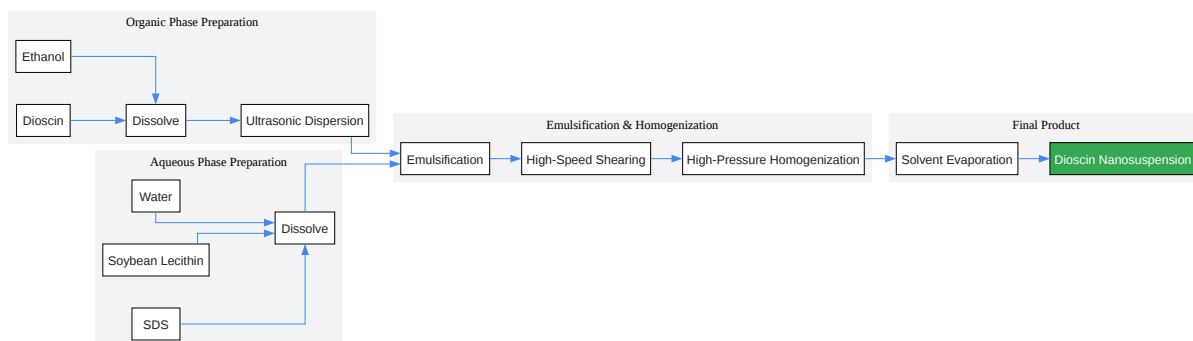 Organic Phase Preparation
Ethanol
Dioscin
Dissolve
Ultrasonic Dispersion
Aqueous Phase Preparation
Water
Soybean Lecithin
SDS
Dissolve
Emulsification & Homogenization
Emulsification
High-Speed Shearing
High-Pressure Homogenization
Final Product
Solvent Evaporation
Dioscin Nanosuspension